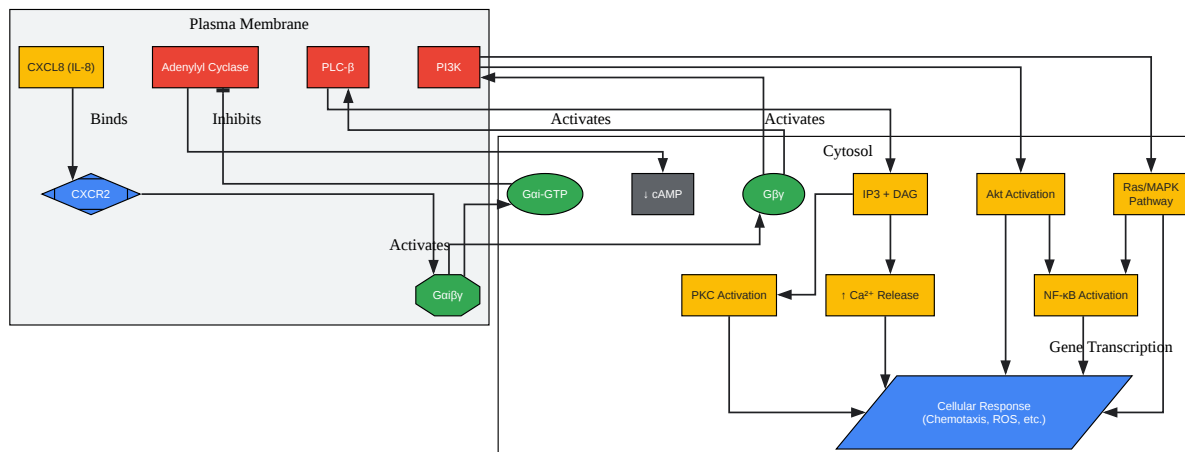 Plasma Membrane
CXCL8 (IL-8)
Adenylyl Cyclase
PLC-β
PI3K
Binds
Inhibits
Activates
Activates
Cytosol
CXCR2
Gαi-GTP
↓ cAMP
Gβγ
IP3 + DAG
Akt Activation
Ras/MAPK
Pathway
Activates
Gαiβγ
PKC Activation
↑ Ca²⁺ Release
NF-κB Activation
Gene Transcription
Cellular Response
(Chemotaxis, ROS, etc.)